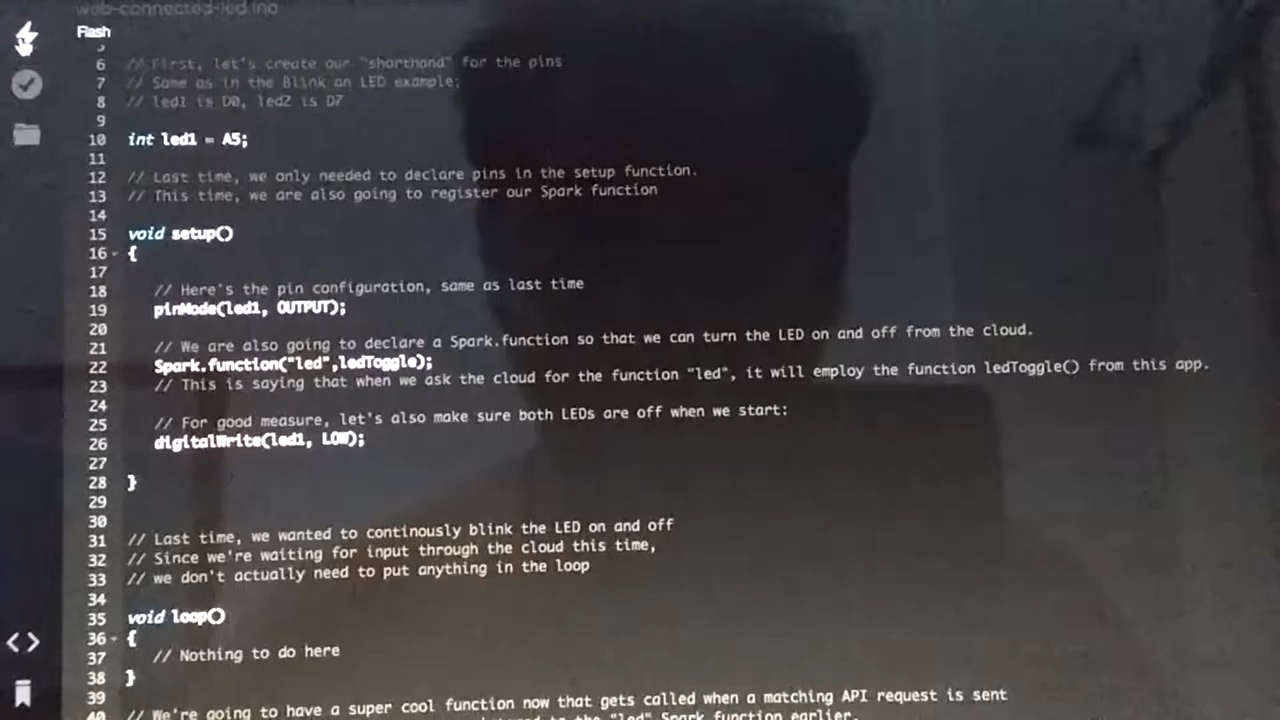 web-connected-led.ino
Flash
6 // First, let's create our "shorthand" for the pins
7 // Same as in the Blink an LED example;
8 // led1 is D0, led2 is D7
9
10 int led1 = A5;
11
12 // Last time, we only needed to declare pins in the setup function.
13 // This time, we are also going to register our Spark function
14
15 void setup()
16 {
17
18 // Here's the pin configuration, same as last time
19 pinMode(led1, OUTPUT);
20
21 // We are also going to declare a Spark.function so that we can turn the LED on and off from the cloud.
22 Spark.function("led",ledToggle);
23 // This is saying that when we ask the cloud for the function "led", it will employ the function ledToggle() from this app.
24
25 // For good measure, let's also make sure both LEDs are off when we start:
26 digitalWrite(led1, LOW);
27
28 }
29
30
31 // Last time, we wanted to continously blink the LED on and off
32 // Since we're waiting for input through the cloud this time,
33 // we don't actually need to put anything in the loop
34
35 void loop()
36 {
37 // Nothing to do here
38 }
39
40 // We're going to have a super cool function now that gets called when a matching API request is sent
to the "led" Spark function earlier.